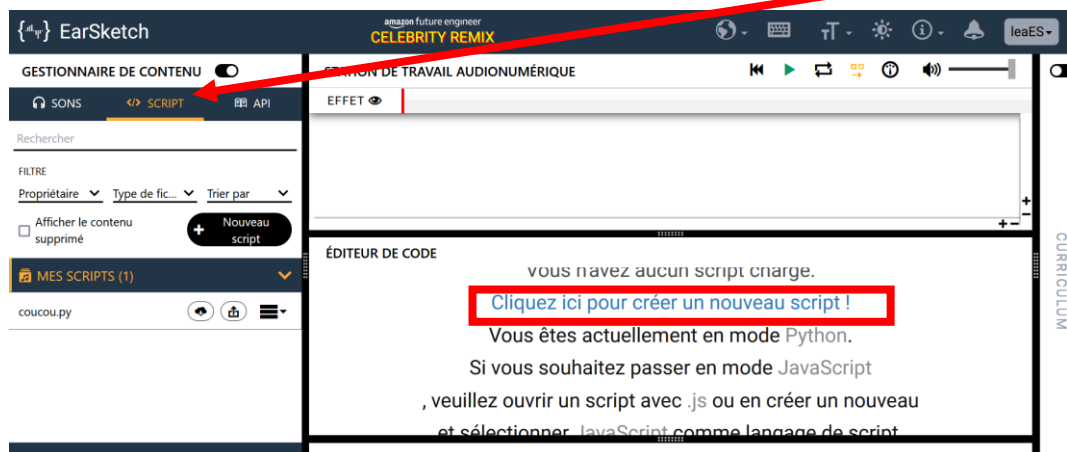 { } EarSketch
amazon future engineer
CELEBRITY REMIX
TT
leaES
GESTIONNAIRE DE CONTENU
SONS
</> SCRIPT
API
Rechercher
FILTRE
Propriétaire
Type de fic...
Trier par
Afficher le contenu
supprimé
+ Nouveau
script
MES SCRIPTS (1)
coucou.py
STATION DE TRAVAIL AUDIONUMÉRIQUE
EFFET
+
−
+ −
ÉDITEUR DE CODE
vous n'avez aucun script chargé.
Cliquez ici pour créer un nouveau script !
Vous êtes actuellement en mode Python.
Si vous souhaitez passer en mode JavaScript
, veuillez ouvrir un script avec .js ou en créer un nouveau
et sélectionner JavaScript comme langage de script
CURRICULUM